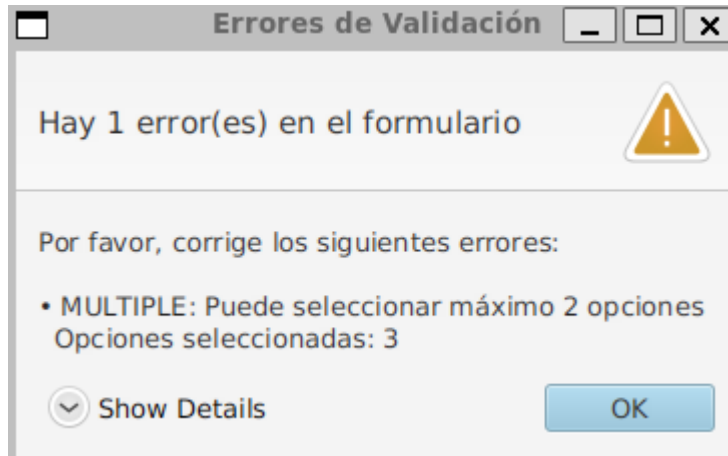 Errores de Validación
Hay 1 error(es) en el formulario
Por favor, corrige los siguientes errores:
• MULTIPLE: Puede seleccionar máximo 2 opciones
Opciones seleccionadas: 3
Show Details
OK